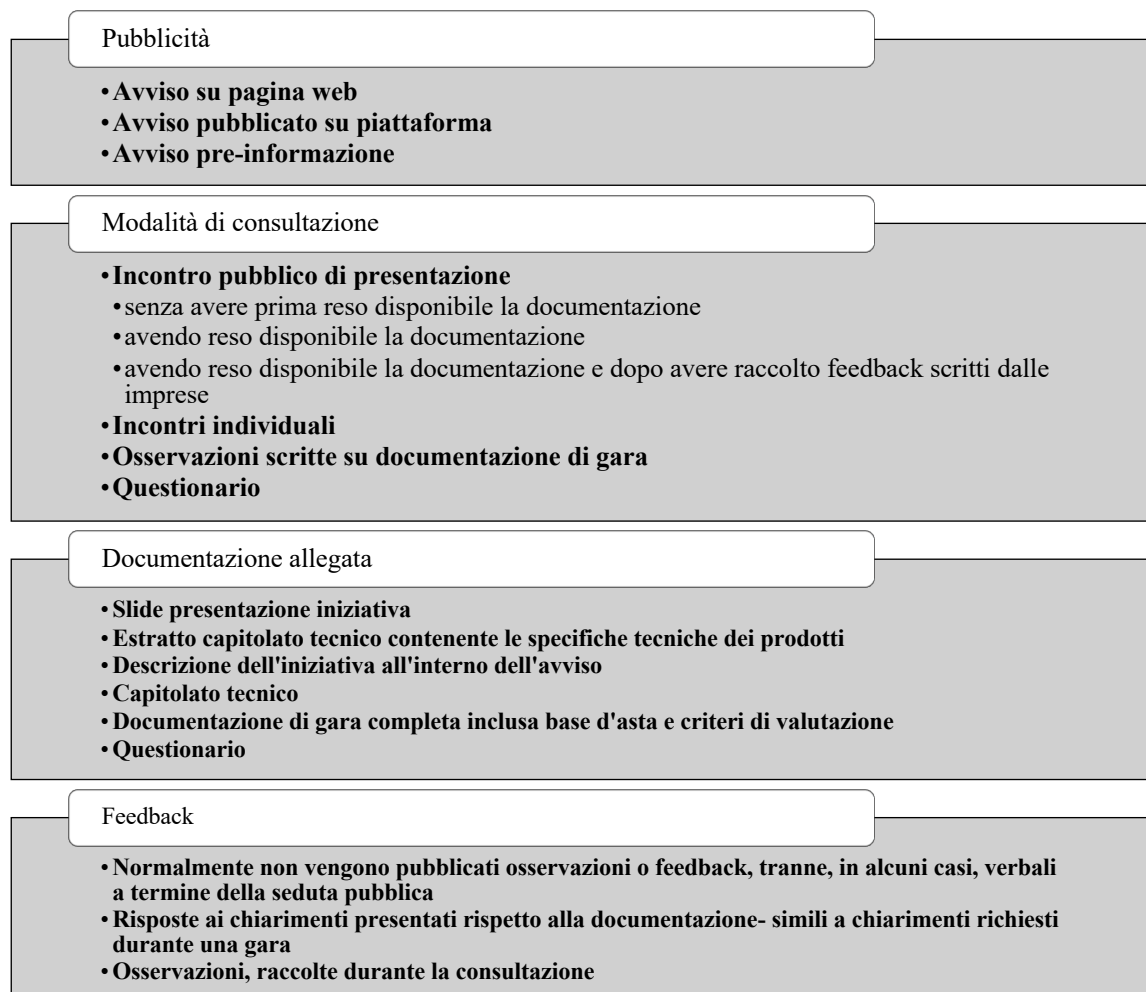 Pubblicità
•Avviso su pagina web
•Avviso pubblicato su piattaforma
•Avviso pre-informazione
Modalità di consultazione
•Incontro pubblico di presentazione
•senza avere prima reso disponibile la documentazione
•avendo reso disponibile la documentazione
•avendo reso disponibile la documentazione e dopo avere raccolto feedback scritti dalle
imprese
•Incontri individuali
•Osservazioni scritte su documentazione di gara
•Questionario
Documentazione allegata
•Slide presentazione iniziativa
•Estratto capitolato tecnico contenente le specifiche tecniche dei prodotti
•Descrizione dell'iniziativa all'interno dell'avviso
•Capitolato tecnico
•Documentazione di gara completa inclusa base d'asta e criteri di valutazione
•Questionario
Feedback
•Normalmente non vengono pubblicati osservazioni o feedback, tranne, in alcuni casi, verbali
a termine della seduta pubblica
•Risposte ai chiarimenti presentati rispetto alla documentazione- simili a chiarimenti richiesti
durante una gara
•Osservazioni, raccolte durante la consultazione